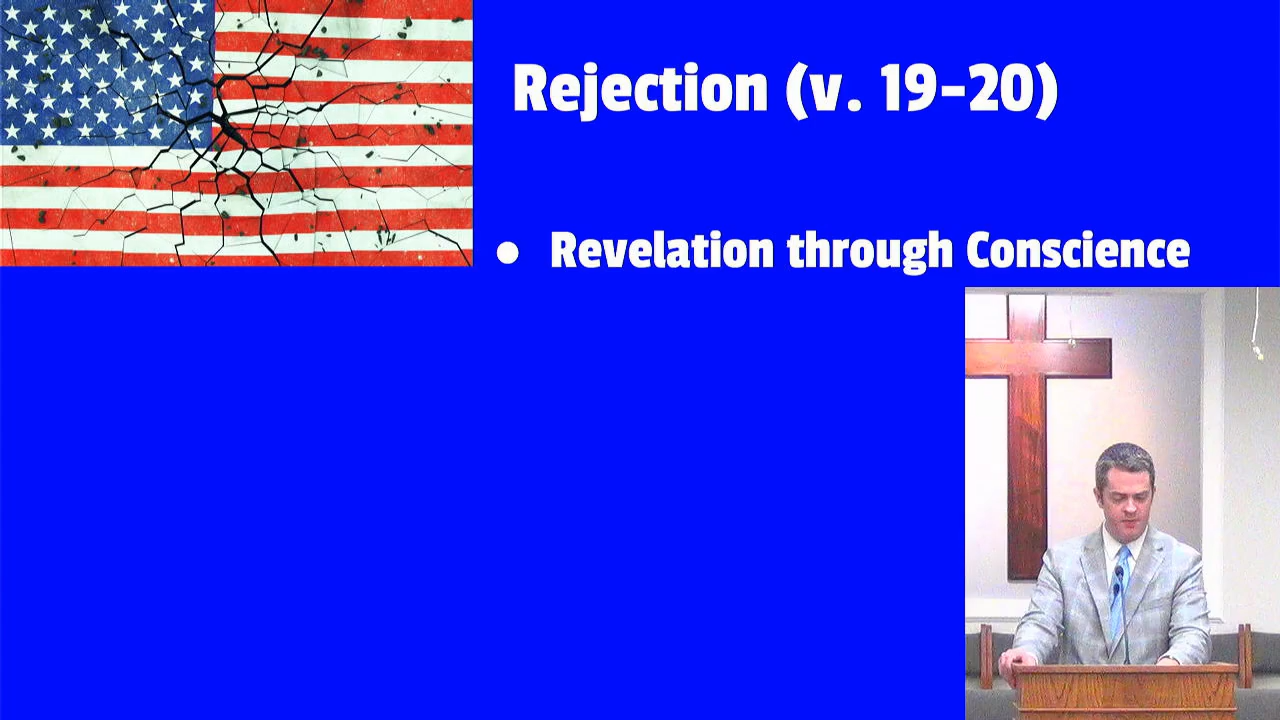 Rejection (v. 19-20)
● Revelation through Conscience